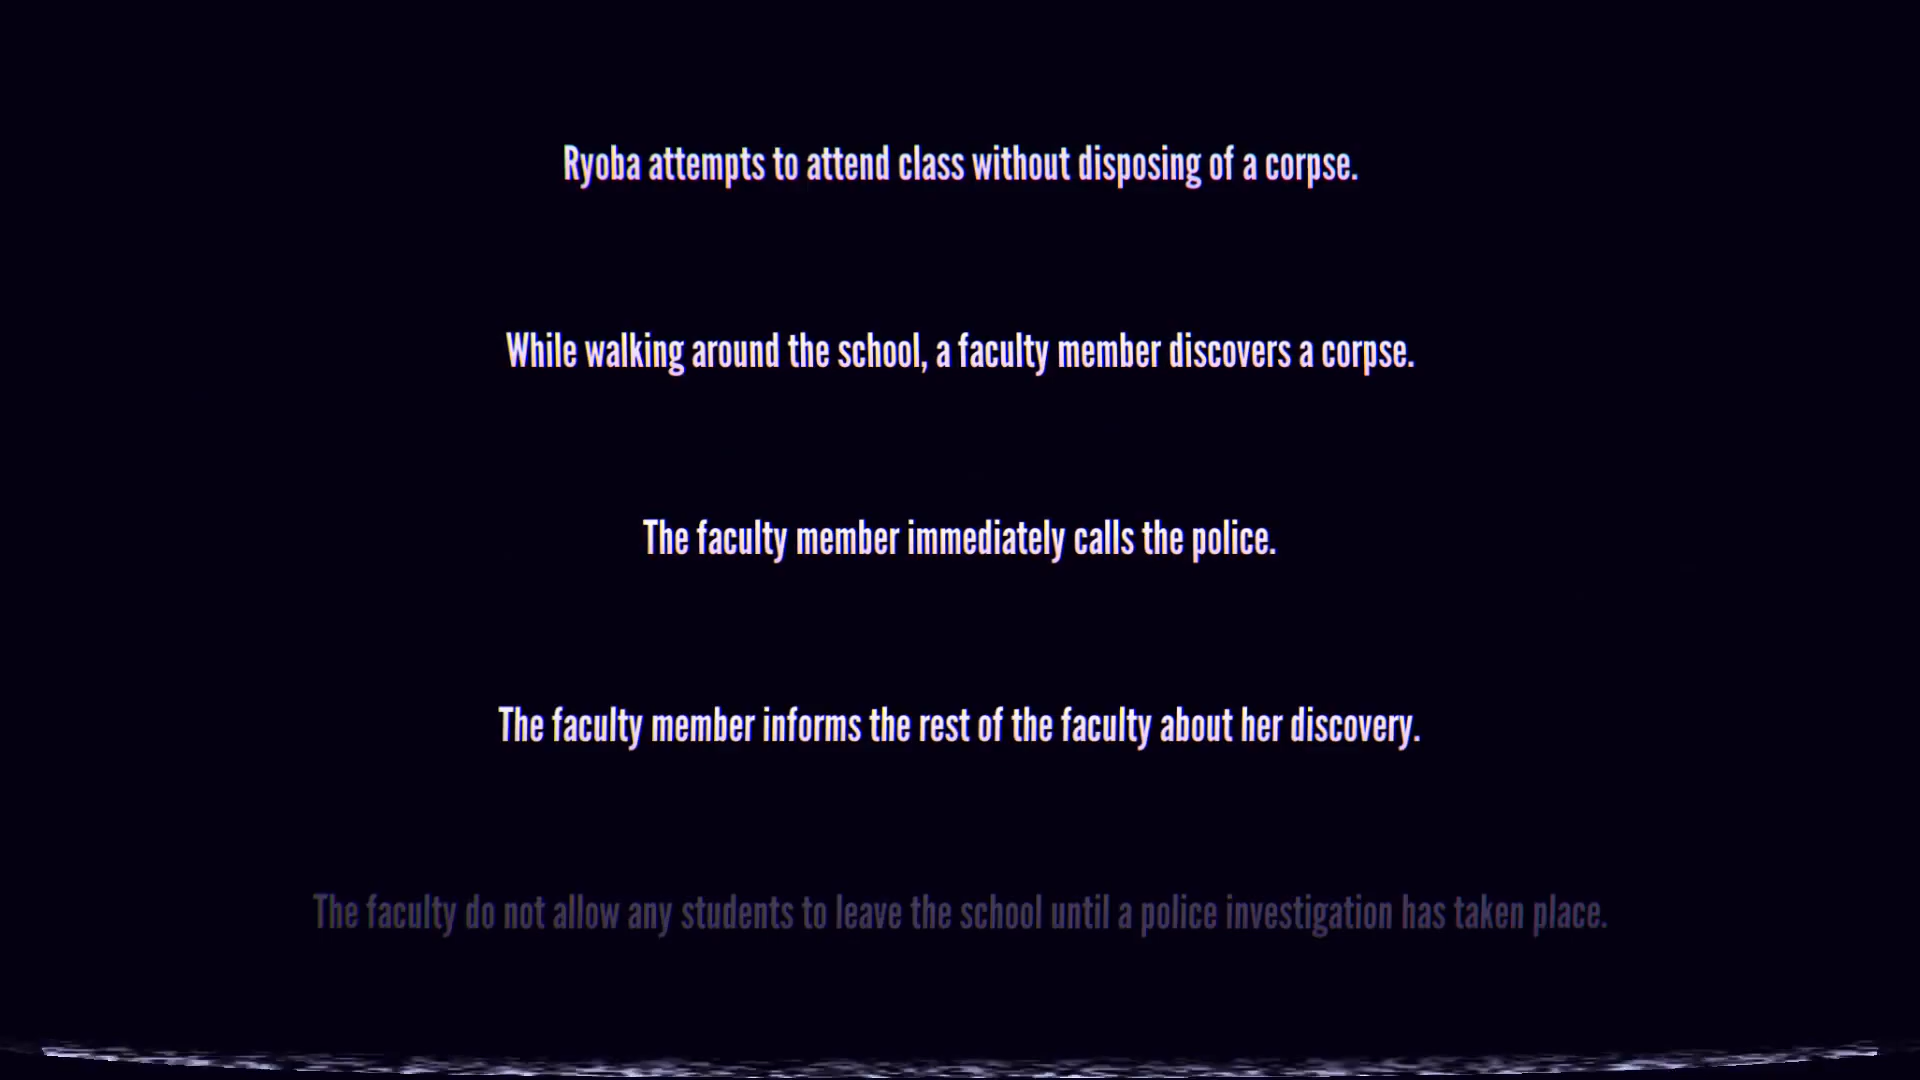 Ryoba attempts to attend class without disposing of a corpse.
While walking around the school, a faculty member discovers a corpse.
The faculty member immediately calls the police.
The faculty member informs the rest of the faculty about her discovery.
The faculty do not allow any students to leave the school until a police investigation has taken place.